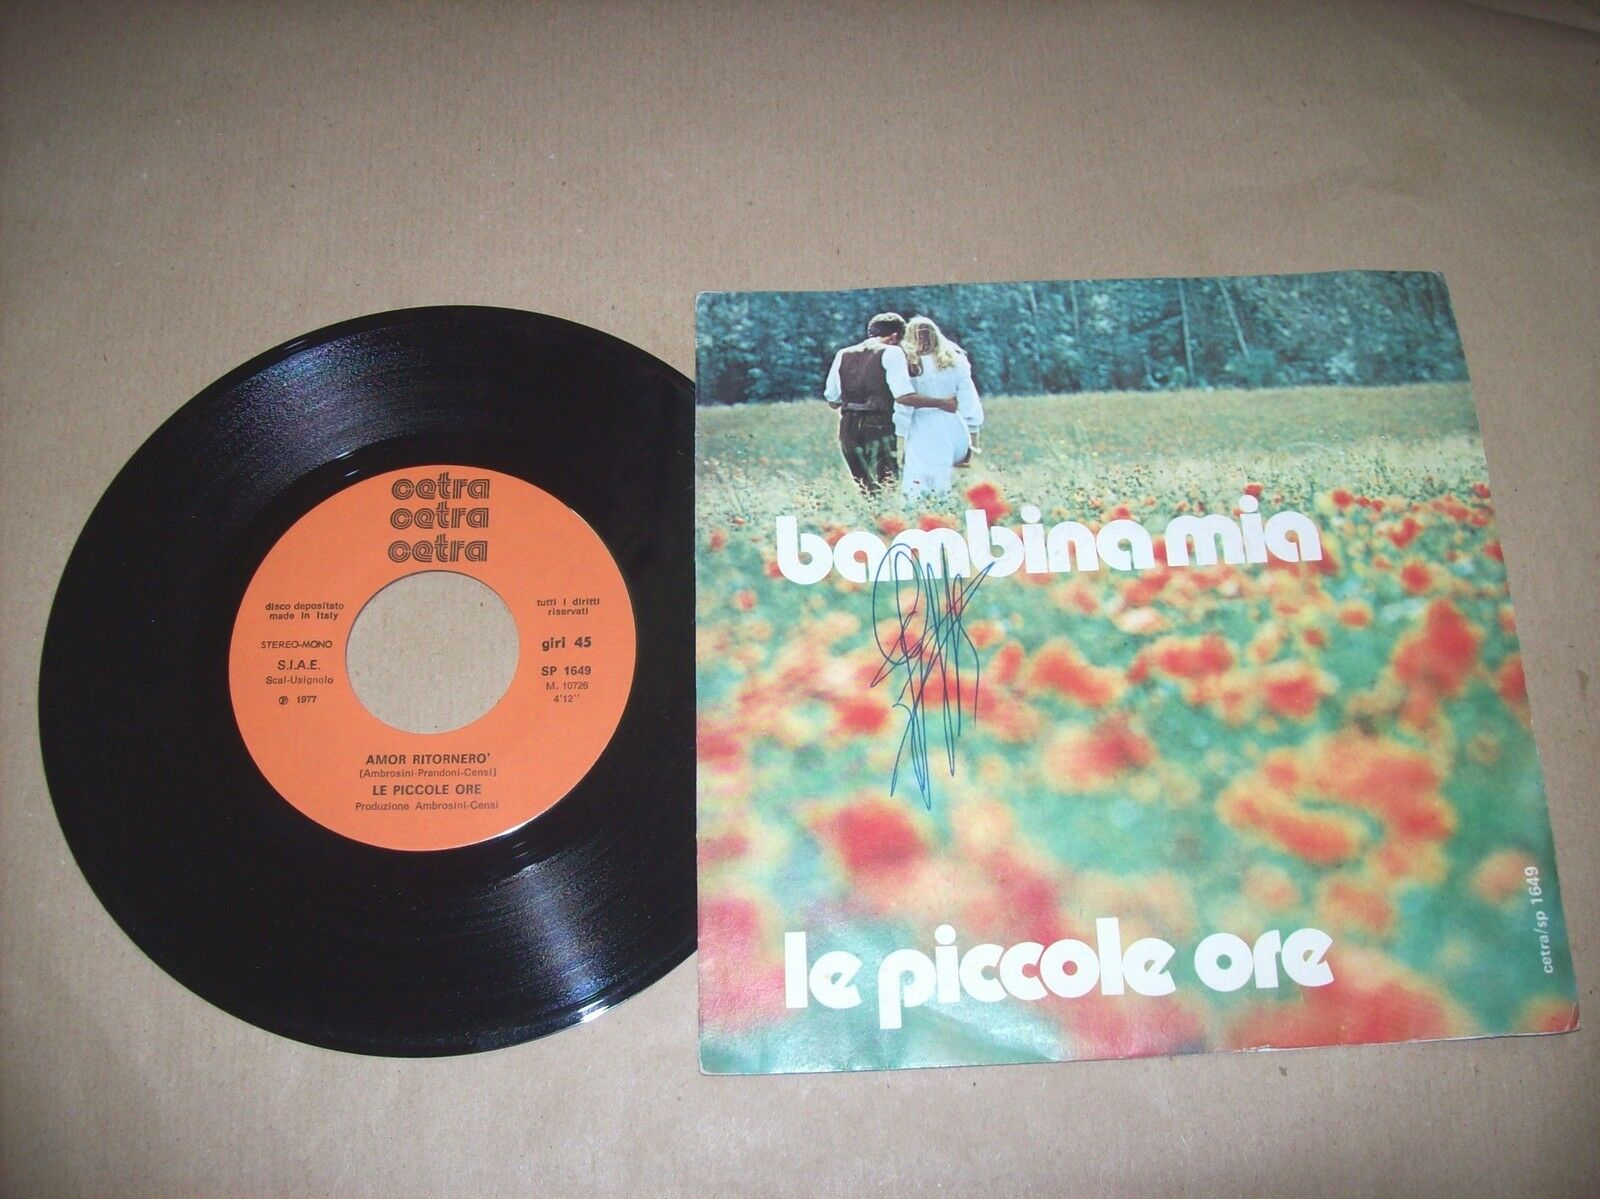 cetra
cetra
cetra
disco depositato
made in Italy
STEREO-MONO
S.I.A.E.
Scal-Usignolo
℗ 1977
tutti i diritti
riservati
giri 45
SP 1649
M. 10726
4'12''
AMOR RITORNERO'
(Ambrosini-Prandoni-Censi)
LE PICCOLE ORE
Produzione Ambrosini-Censi
bambina mia
le piccole ore
cetra/sp 1649